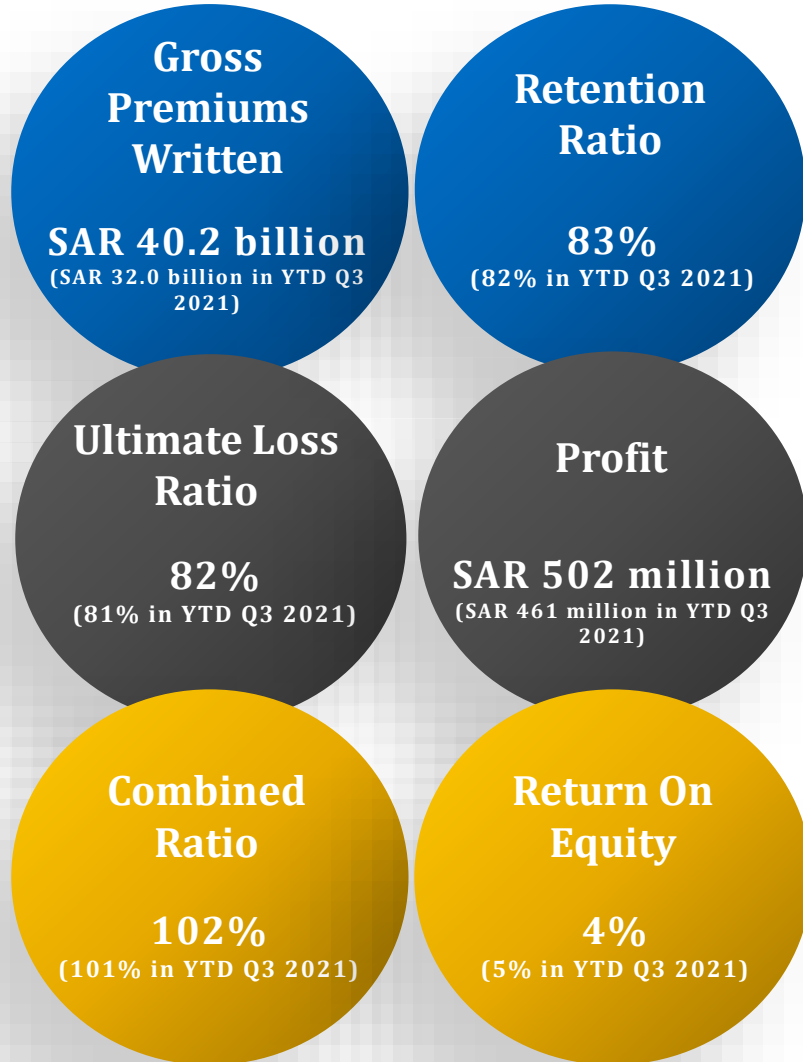 Gross
Premiums
Written
SAR 40.2 billion
(SAR 32.0 billion in YTD Q3
2021)
Retention
Ratio
83%
(82% in YTD Q3 2021)
Ultimate Loss
Ratio
82%
(81% in YTD Q3 2021)
Profit
SAR 502 million
(SAR 461 million in YTD Q3
2021)
Combined
Ratio
102%
(101% in YTD Q3 2021)
Return On
Equity
4%
(5% in YTD Q3 2021)